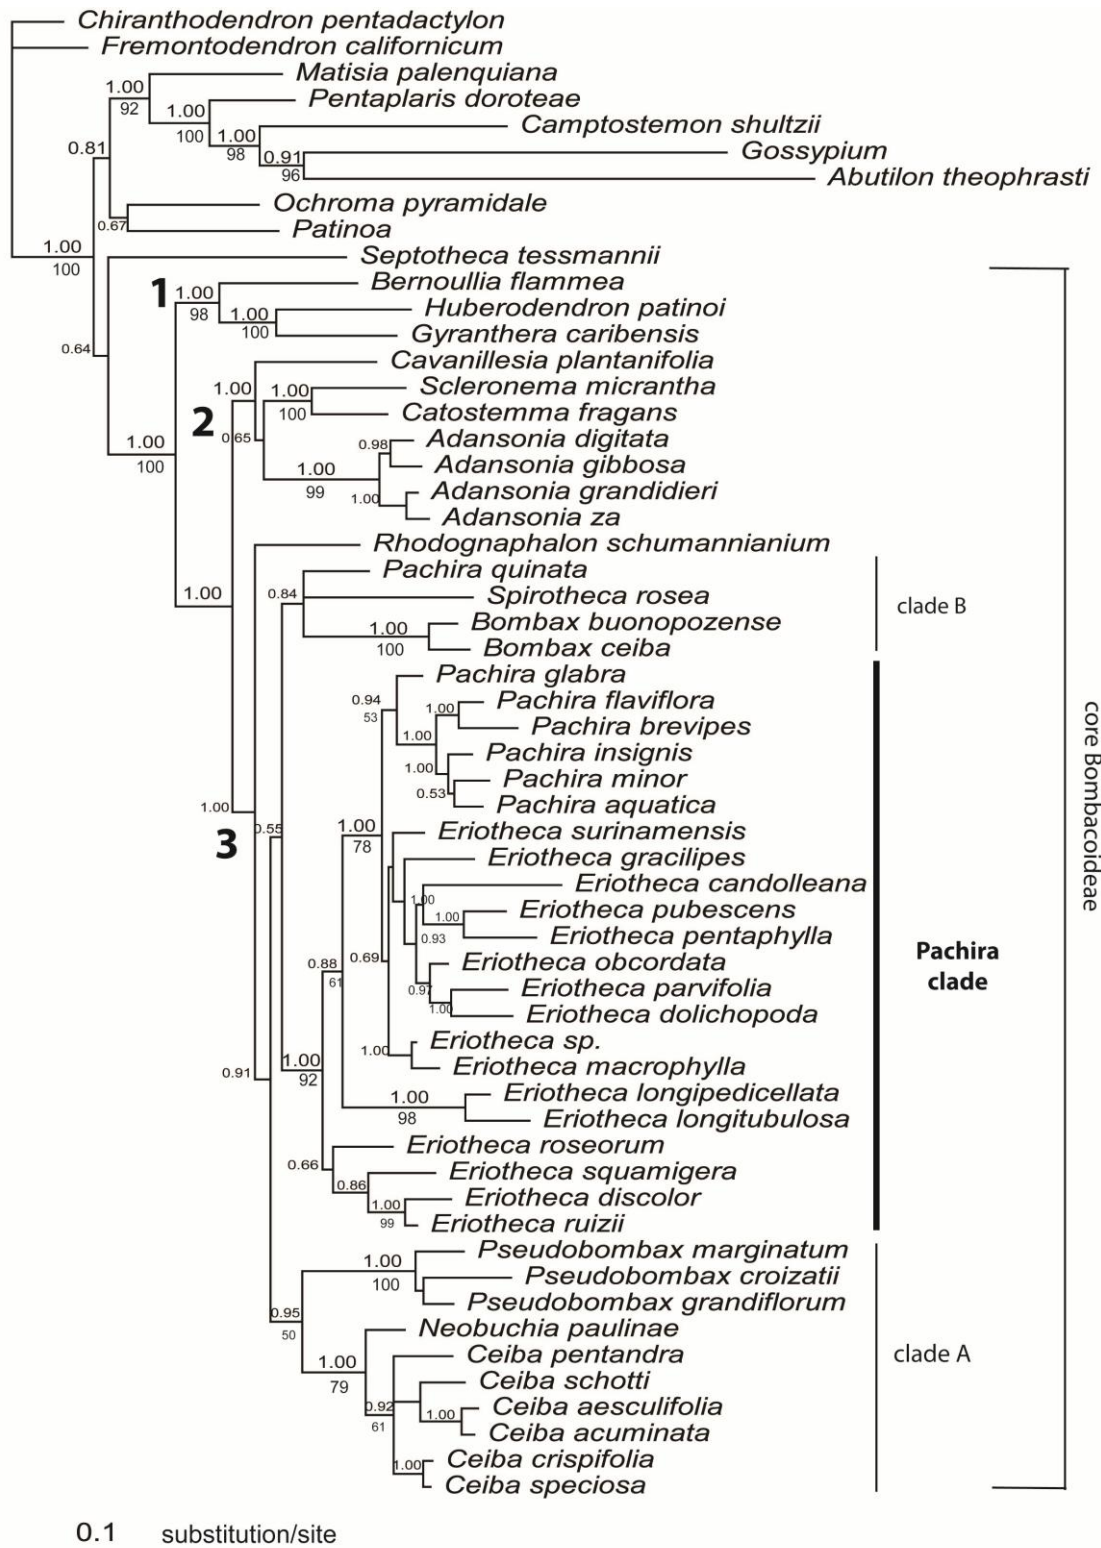 Chiranthodendron pentadactylon
Fremontodendron californicum
Matisia palenquiana
1.00
92
Pentaplaris doroteae
1.00
100
Camptostemon shultzii
1.00
98
Gossypium
0.91
96
0.81
Abutilon theophrasti
Ochroma pyramidale
0.67
Patinoa
1.00
100
Septotheca tessmannii
1
1.00
98
Bernoullia flammea
Huberodendron patinoi
1.00
100
Gyranthera caribensis
0.64
Cavanillesia plantanifolia
1.00
2
Scleronema micrantha
1.00
100
Catostemma fragans
0.65
1.00
100
Adansonia digitata
0.98
Adansonia gibbosa
1.00
99
Adansonia grandidieri
1.00
Adansonia za
Rhodognaphalon schumannianium
Pachira quinata
0.84
1.00
Spirotheca rosea
clade B
Bombax buonopozense
1.00
100
Bombax ceiba
Pachira glabra
0.94
53
Pachira flaviflora
1.00
Pachira brevipes
1.00
Pachira insignis
1.00
Pachira minor
0.53
Pachira aquatica
core Bombacoideae
1.00
3
0.55
1.00
78
Eriotheca surinamensis
Eriotheca gracilipes
Eriotheca candolleana
1.00
Eriotheca pubescens
1.00
0.93
Eriotheca pentaphylla
Pachira
clade
0.88
61
0.69
Eriotheca obcordata
0.97
Eriotheca parvifolia
1.00
Eriotheca dolichopoda
Eriotheca sp.
1.00
Eriotheca macrophylla
0.91
1.00
92
Eriotheca longipedicellata
1.00
98
Eriotheca longitubulosa
Eriotheca roseorum
0.66
Eriotheca squamigera
0.86
Eriotheca discolor
1.00
99
Eriotheca ruizii
Pseudobombax marginatum
1.00
100
Pseudobombax croizatii
Pseudobombax grandiflorum
0.95
50
Neobuchia paulinae
clade A
Ceiba pentandra
1.00
79
Ceiba schotti
0.92
61
Ceiba aesculifolia
1.00
Ceiba acuminata
Ceiba crispifolia
1.00
Ceiba speciosa
0.1 substitution/site